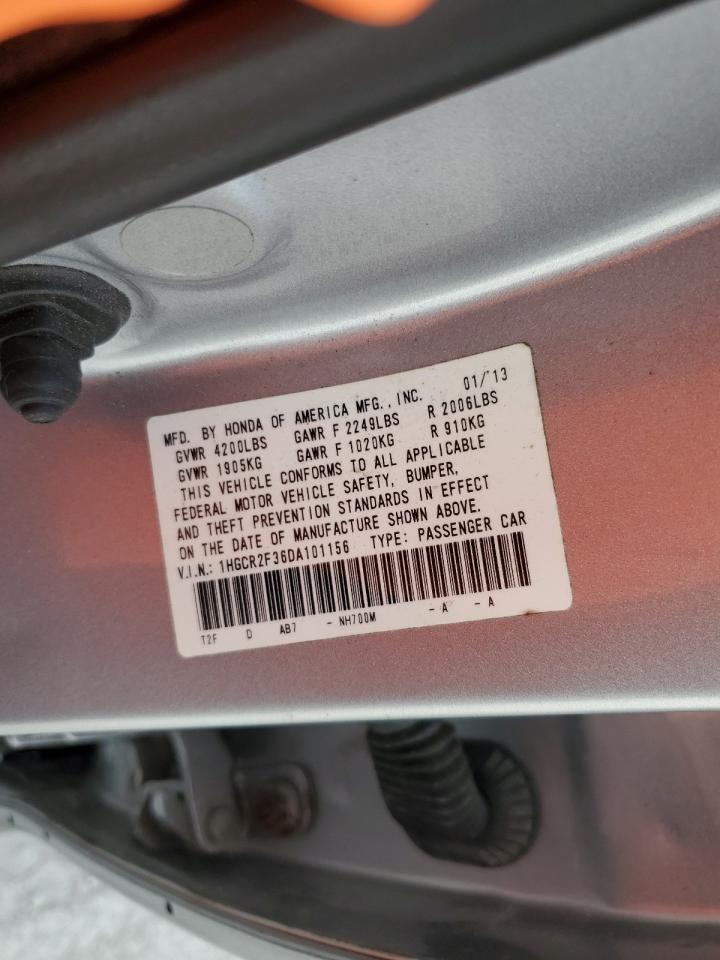 MFD. BY HONDA OF AMERICA MFG., INC. 01/'13
GVWR 4200LBS GAWR F 2249LBS R 2006LBS
GVWR 1905KG GAWR F 1020KG R 910KG
THIS VEHICLE CONFORMS TO ALL APPLICABLE
FEDERAL MOTOR VEHICLE SAFETY, BUMPER,
AND THEFT PREVENTION STANDARDS IN EFFECT
ON THE DATE OF MANUFACTURE SHOWN ABOVE.
V.I.N.: 1HGCR2F36DA101156 TYPE: PASSENGER CAR
T2F D AB7 - NH700M - A - A